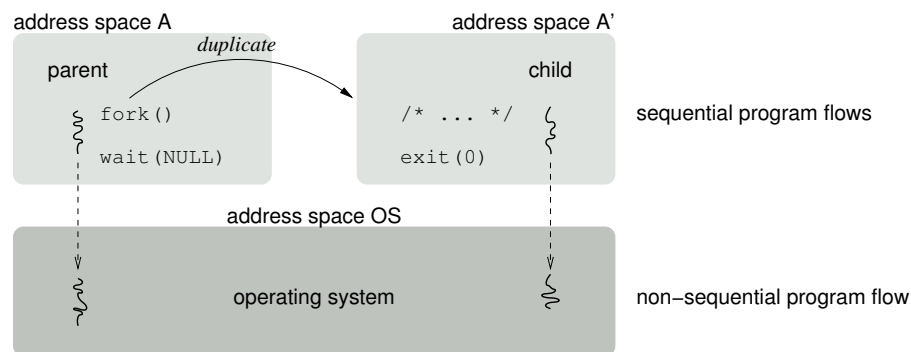 address space A
address space A'
duplicate
parent
child
fork()
/* ... */
sequential program flows
wait(NULL)
exit(0)
address space OS
operating system
non−sequential program flow